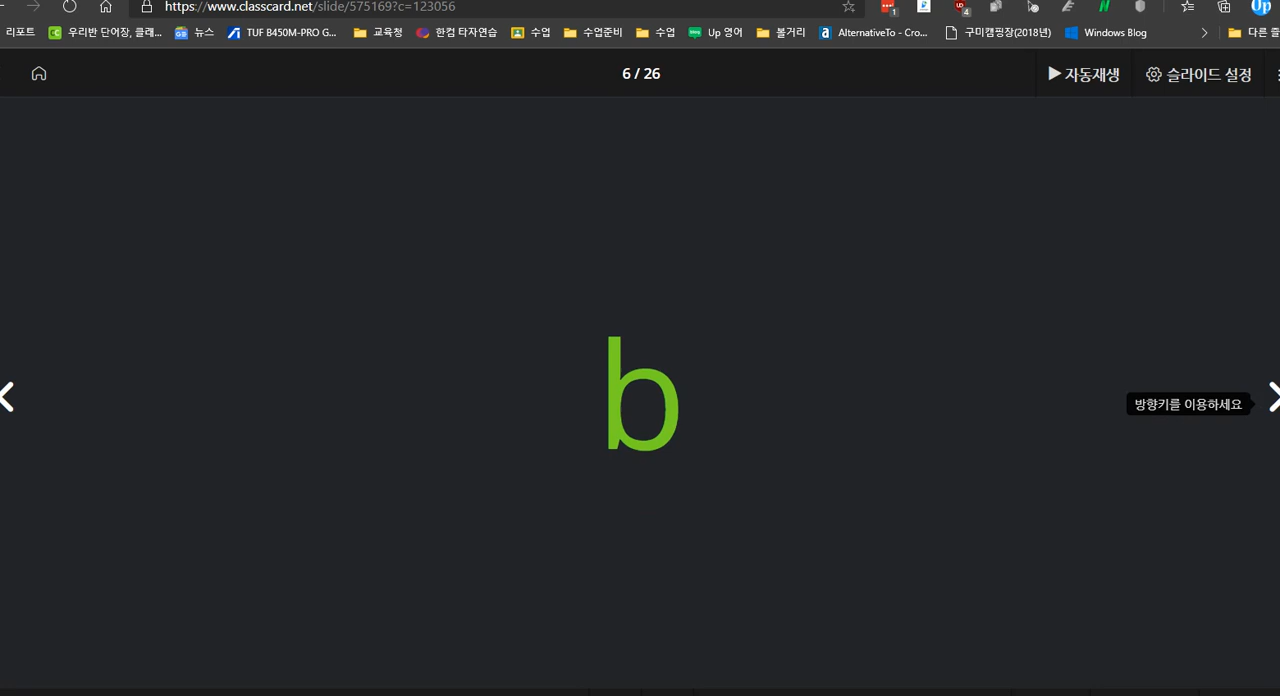 https://www.classcard.net/slide/575169?c=123056
1
4
Up
리포트 우리반 단어장, 클래... 뉴스 TUF B450M-PRO G... 교육청 한컴 타자연습 수업 수업준비 수업 Up 영어 볼거리 AlternativeTo - Cro... 구미캠핑장(2018년) Windows Blog 다른 즐
6 / 26
자동재생
슬라이드 설정
b
방향키를 이용하세요